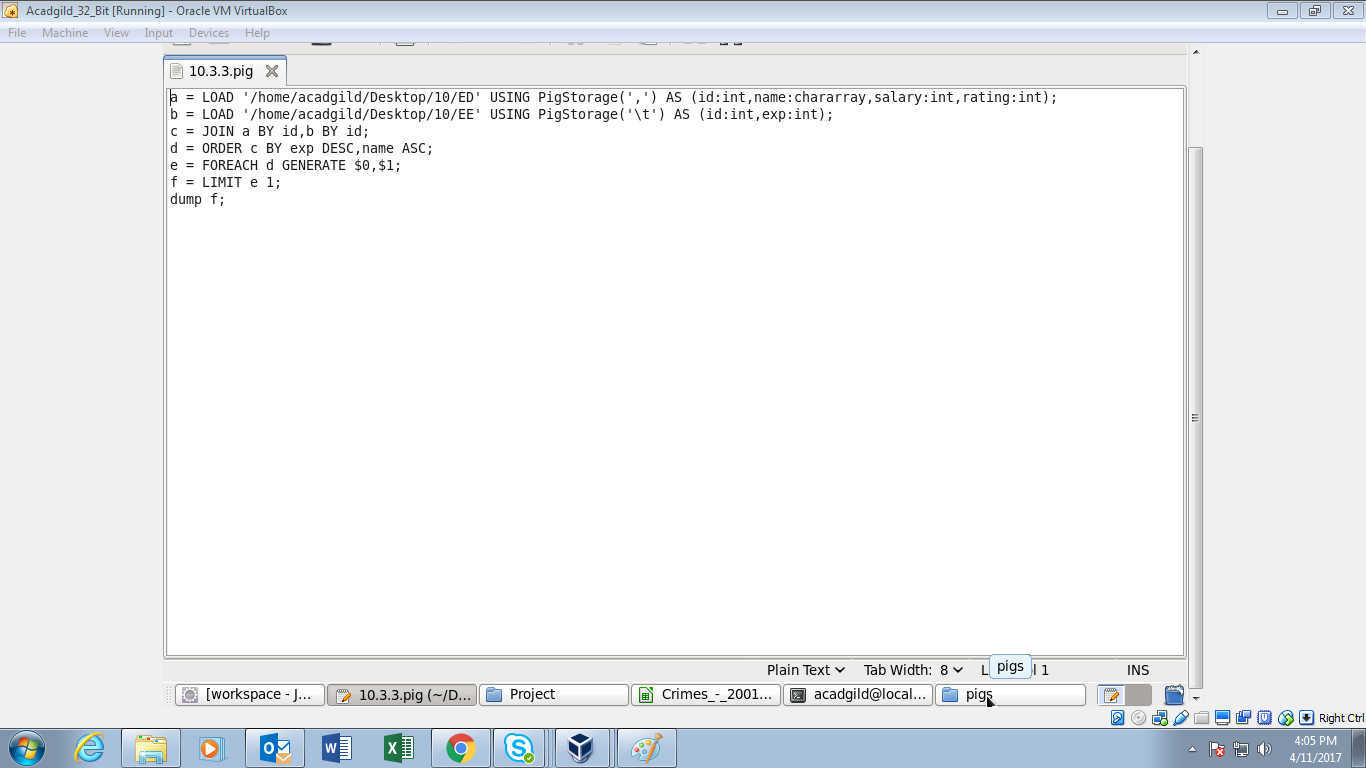 Acadgild_32_Bit [Running] - Oracle VM VirtualBox
File Machine View Input Devices Help
10.3.3.pig
a = LOAD '/home/acadgild/Desktop/10/ED' USING PigStorage(',') AS (id:int,name:chararray,salary:int,rating:int);
b = LOAD '/home/acadgild/Desktop/10/EE' USING PigStorage('\t') AS (id:int,exp:int);
c = JOIN a BY id,b BY id;
d = ORDER c BY exp DESC,name ASC;
e = FOREACH d GENERATE $0,$1;
f = LIMIT e 1;
dump f;
pigs
Plain Text Tab Width: 8 1 INS
[workspace - J... 10.3.3.pig (~/D... Project Crimes_-_2001... acadgild@local... pigs
Right Ctrl
4:05 PM
4/11/2017